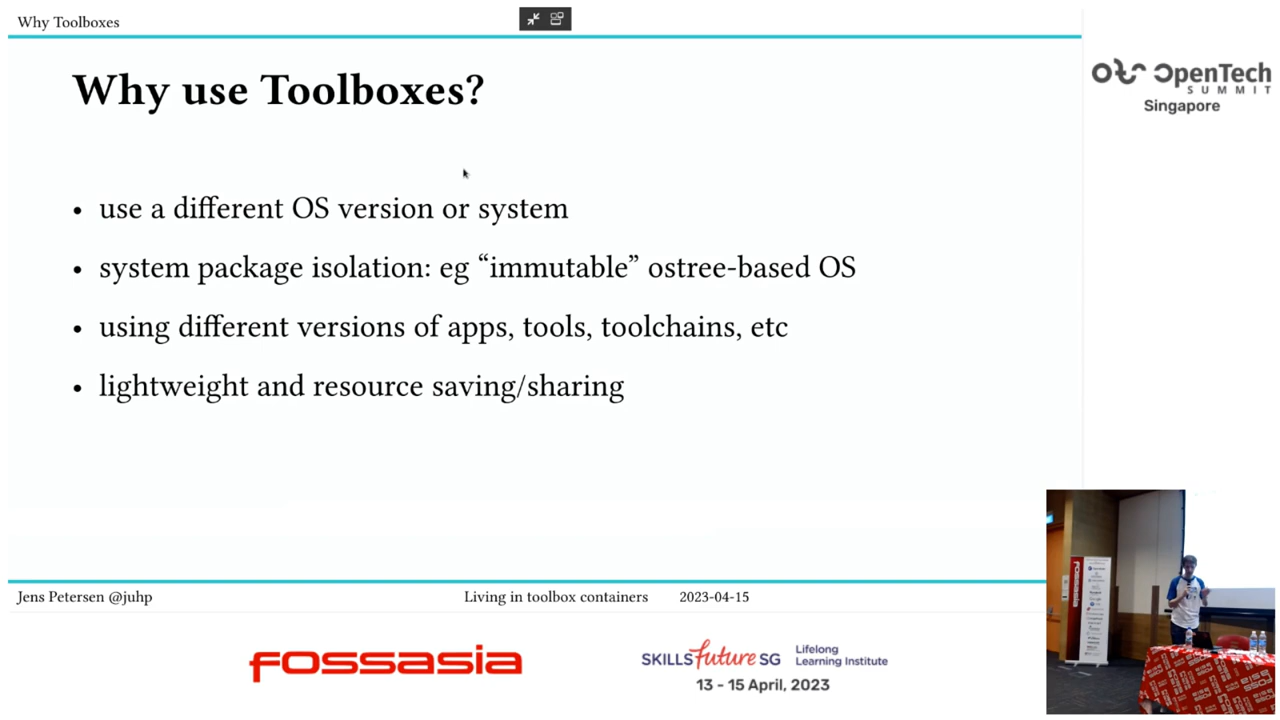 Why Toolboxes
Why use Toolboxes?
• use a different OS version or system
• system package isolation: eg “immutable” ostree-based OS
• using different versions of apps, tools, toolchains, etc
• lightweight and resource saving/sharing
Jens Petersen @juhp
Living in toolbox containers
2023-04-15
OpenTech
SUMMIT
Singapore
fossasia
fossasia
SKILLSfuture SG
Lifelong
Learning Institute
13 - 15 April, 2023